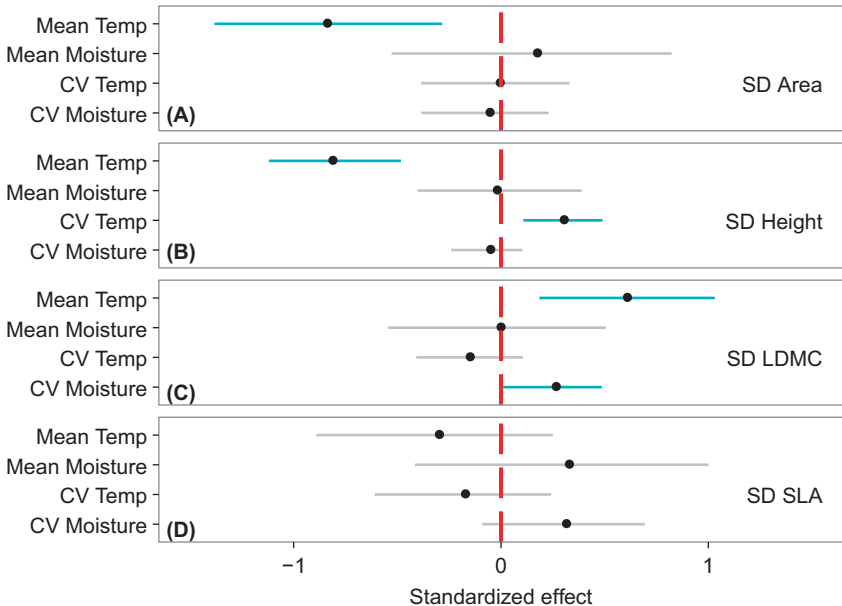 Mean Temp
Mean Moisture
CV Temp
SD Area
CV Moisture
(A)
Mean Temp
Mean Moisture
CV Temp
SD Height
CV Moisture
(B)
Mean Temp
Mean Moisture
CV Temp
SD LDMC
CV Moisture
(C)
Mean Temp
Mean Moisture
CV Temp
SD SLA
CV Moisture
(D)
−1 0 1
Standardized effect